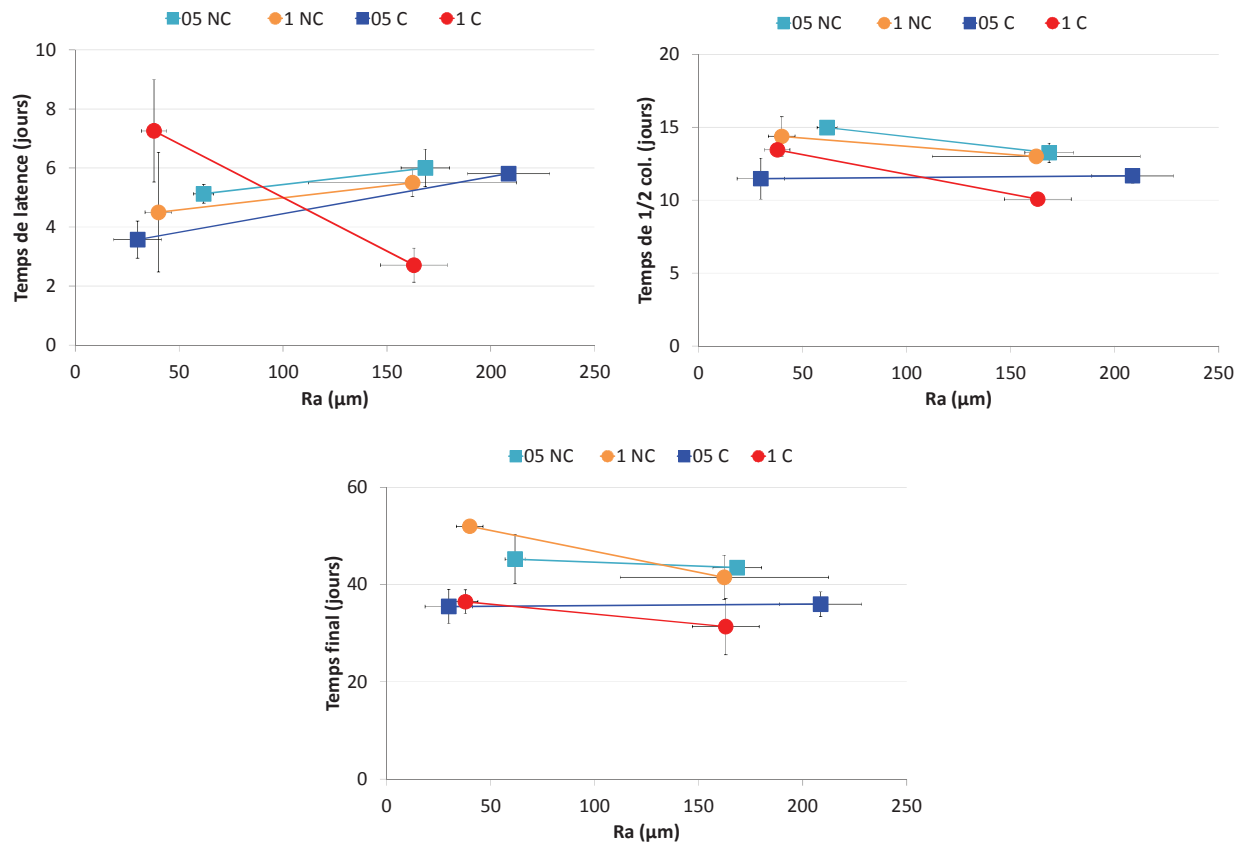 05 NC 1 NC 05 C 1 C
Temps de latence (jours)
10
8
6
4
2
0
0 50 100 150 200 250
Ra (µm)
05 NC 1 NC 05 C 1 C
Temps de 1/2 col. (jours)
20
15
10
5
0
0 50 100 150 200 250
Ra (µm)
05 NC 1 NC 05 C 1 C
Temps final (jours)
60
40
20
0
0 50 100 150 200 250
Ra (µm)